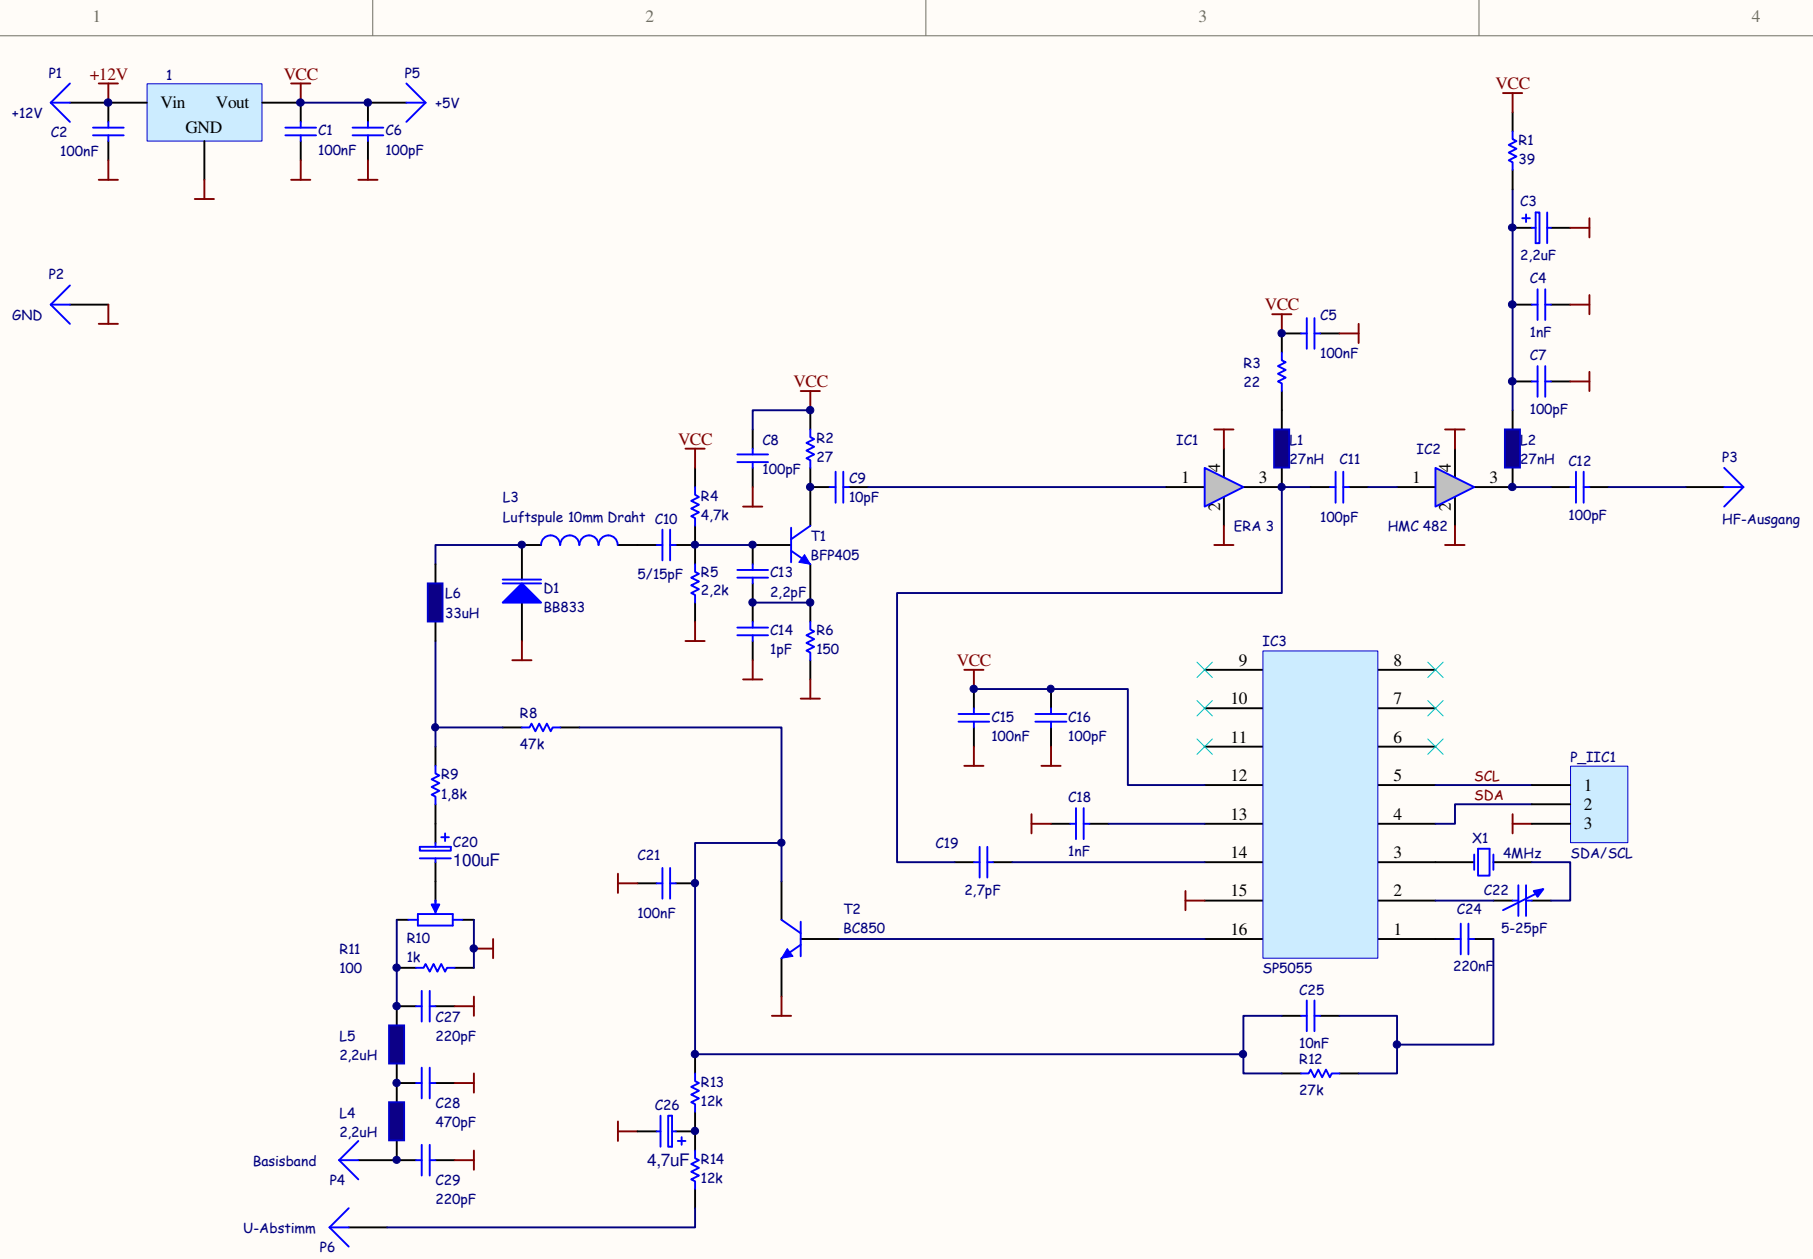 1
2
3
4
P1
+12V
1
VCC
P5
+12V
Vin
Vout
GND
+5V
C2
100nF
C1
100nF
C6
100pF
P2
GND
VCC
R1
39
C3
+
2,2uF
C4
1nF
C7
100pF
VCC
C5
100nF
R3
22
VCC
C8
100pF
R2
27
VCC
R4
4,7k
C9
10pF
IC1
1
4
2
3
ERA 3
L1
27nH
C11
100pF
IC2
1
4
2
3
HMC 482
L2
27nH
C12
100pF
P3
HF-Ausgang
L3
Luftspule 10mm Draht
C10
5/15pF
T1
BFP405
R5
2,2k
C13
2,2pF
C14
1pF
R6
150
L6
33uH
D1
BB833
IC3
VCC
C15
100nF
C16
100pF
9
10
11
12
13
14
15
16
8
7
6
5
4
3
2
1
SP5055
P_IIC1
SCL
SDA
1
2
3
SDA/SCL
X1
4MHz
C22
5-25pF
C24
220nF
C18
1nF
C19
2,7pF
R8
47k
R9
1,8k
+
C20
100uF
C21
100nF
T2
BC850
R10
1k
R11
100
C27
220pF
L5
2,2uH
C28
470pF
L4
2,2uH
C29
220pF
Basisband
P4
C25
10nF
R12
27k
R13
12k
C26
+
4,7uF
R14
12k
U-Abstimm
P6